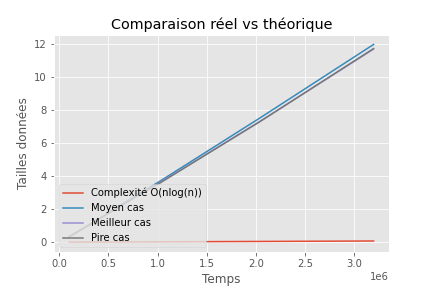 Comparaison réel vs théorique
12
10
8
6
4
2
0
Tailles données
Complexité O(nlog(n))
Moyen cas
Meilleur cas
Pire cas
0.0 0.5 1.0 1.5 2.0 2.5 3.0
1e6
Temps